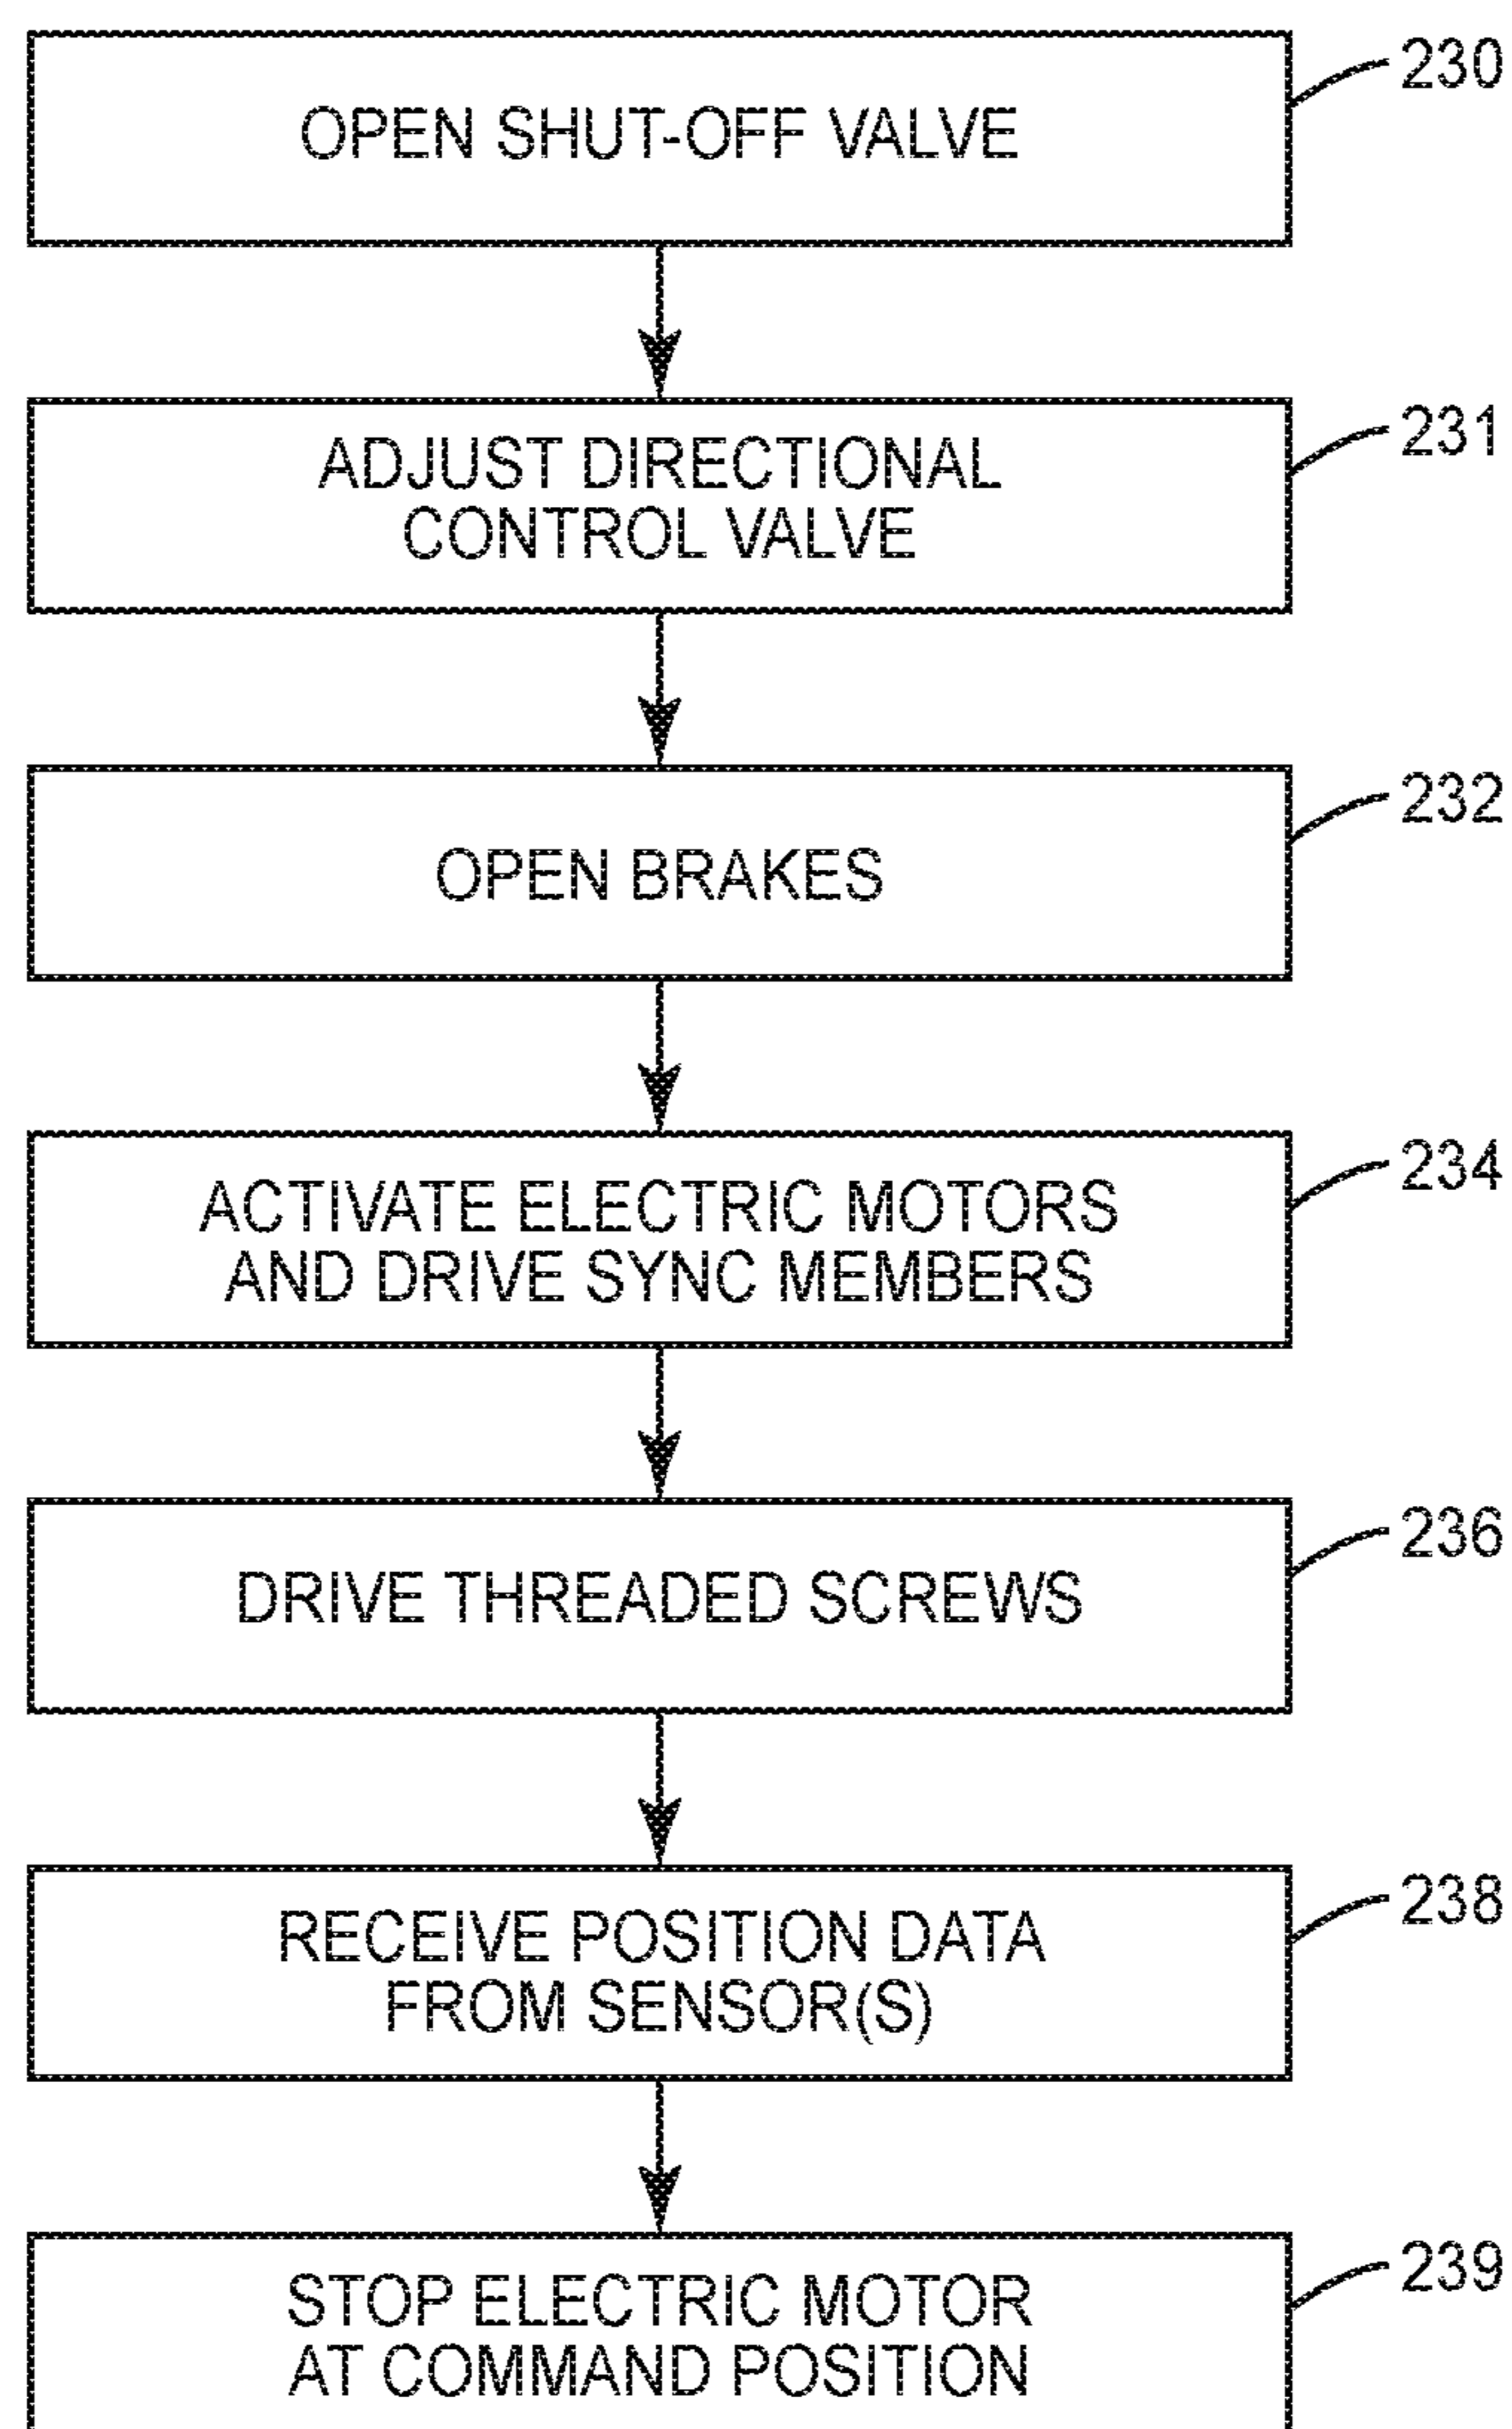 230
OPEN SHUT-OFF VALVE
231
ADJUST DIRECTIONAL
CONTROL VALVE
232
OPEN BRAKES
234
ACTIVATE ELECTRIC MOTORS
AND DRIVE SYNC MEMBERS
236
DRIVE THREADED SCREWS
238
RECEIVE POSITION DATA
FROM SENSOR(S)
239
STOP ELECTRIC MOTOR
AT COMMAND POSITION